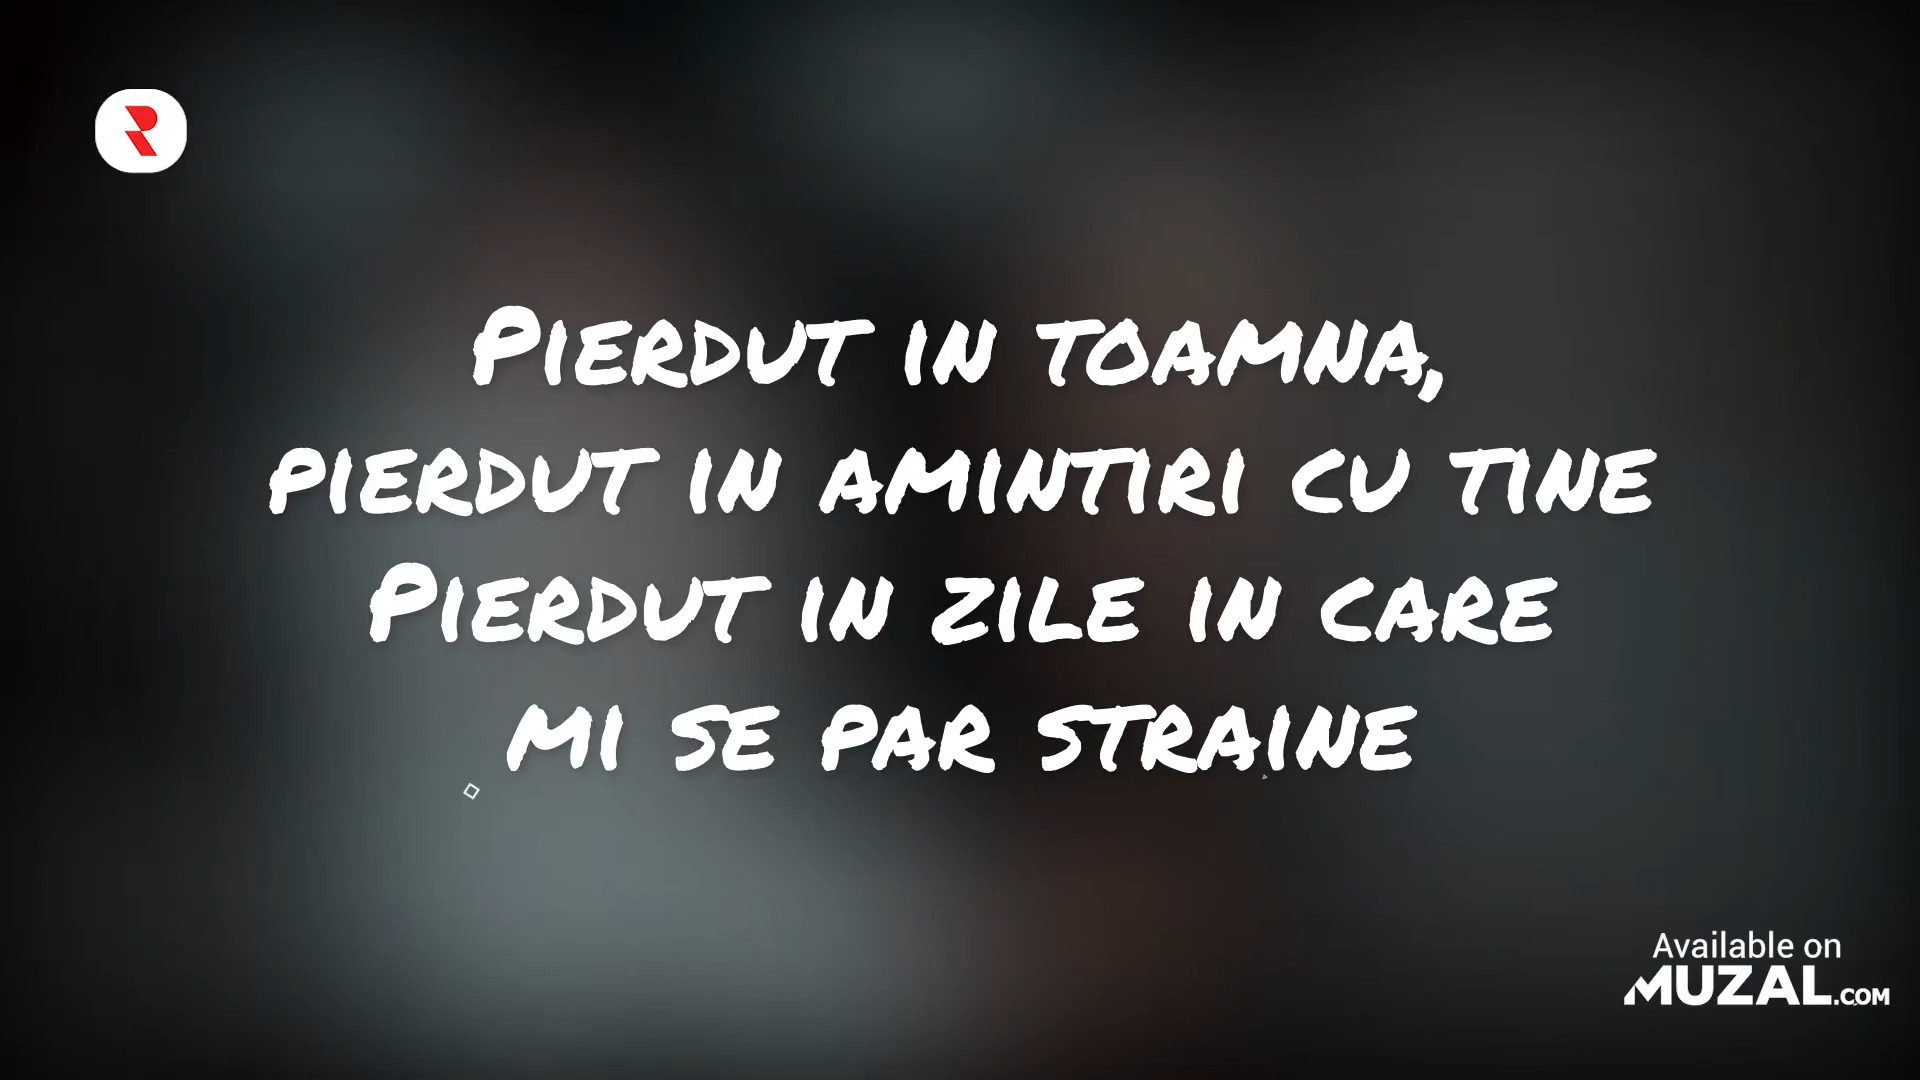 R
Pierdut in toamna,
pierdut in amintiri cu tine
Pierdut in zile in care
mi se par straine
Available on
MUZAL.COM